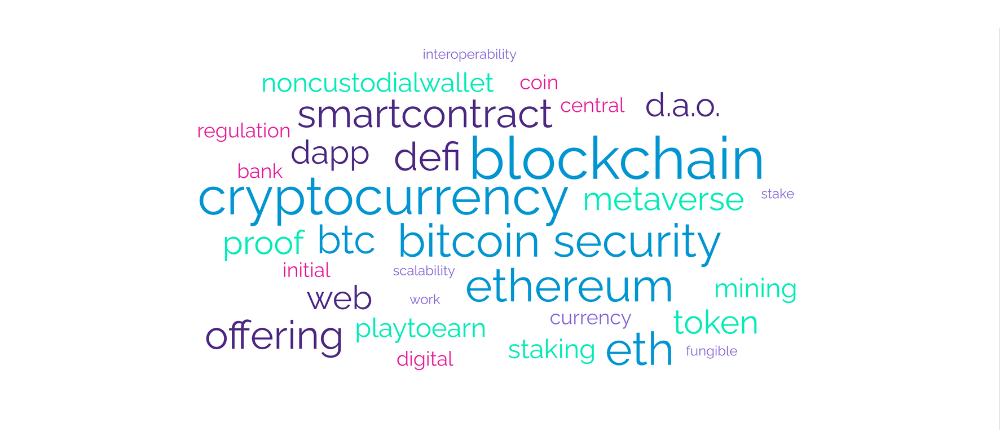 interoperability
noncustodialwallet coin
smartcontract central d.a.o.
regulation
dapp defi blockchain
bank
cryptocurrency metaverse stake
proof btc bitcoin security
initial scalability
ethereum mining
web work
currency token
offering playtoearn
staking eth fungible
digital